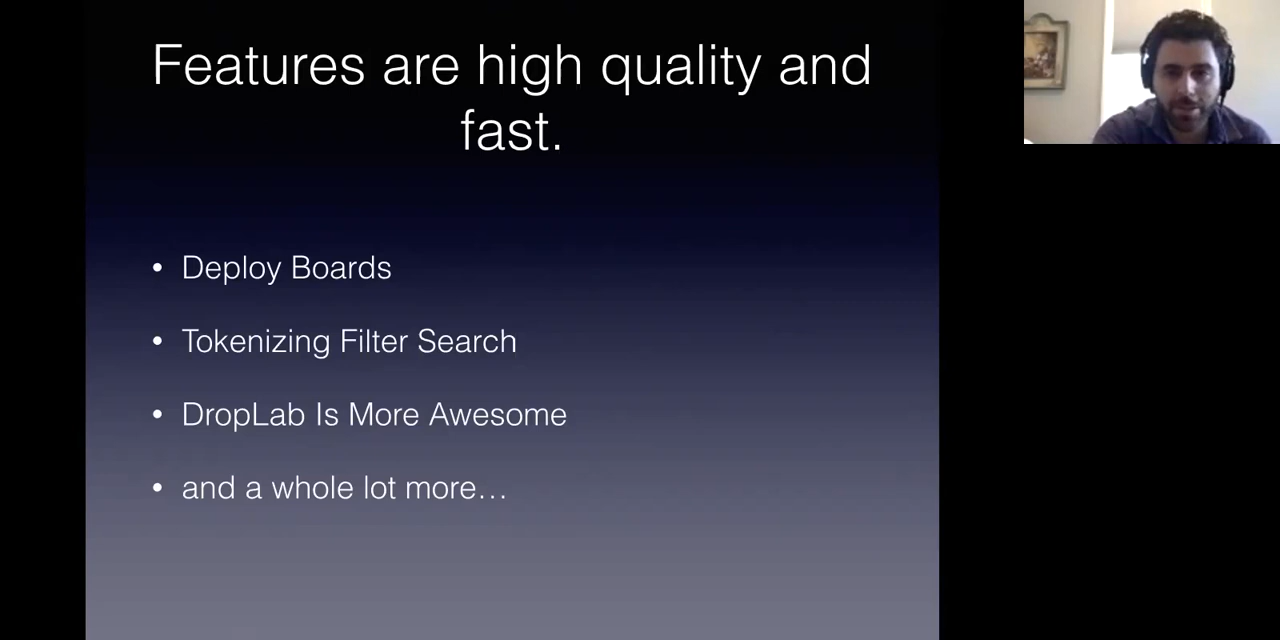 Features are high quality and
fast.
• Deploy Boards
• Tokenizing Filter Search
• DropLab Is More Awesome
• and a whole lot more…